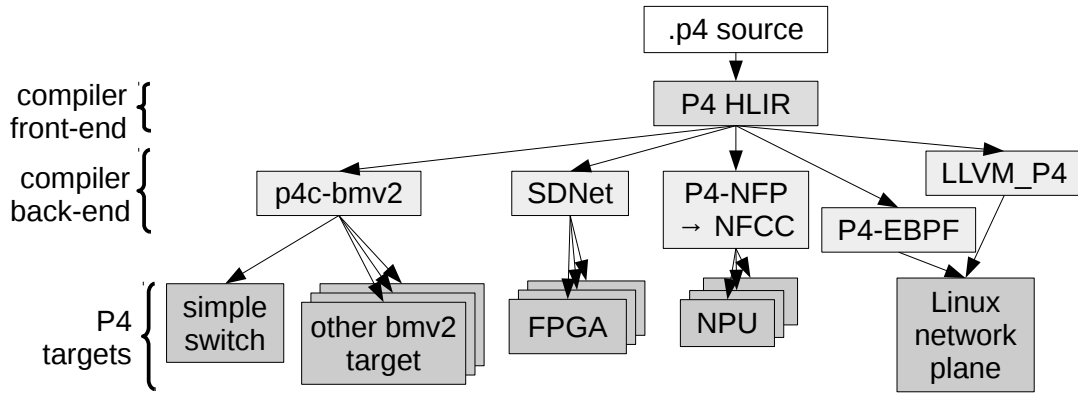 .p4 source
compiler
front-end
P4 HLIR
compiler
back-end
p4c-bmv2
SDNet
P4-NFP
→ NFCC
P4-EBPF
LLVM_P4
P4
targets
simple
switch
other bmv2
target
FPGA
NPU
Linux
network
plane